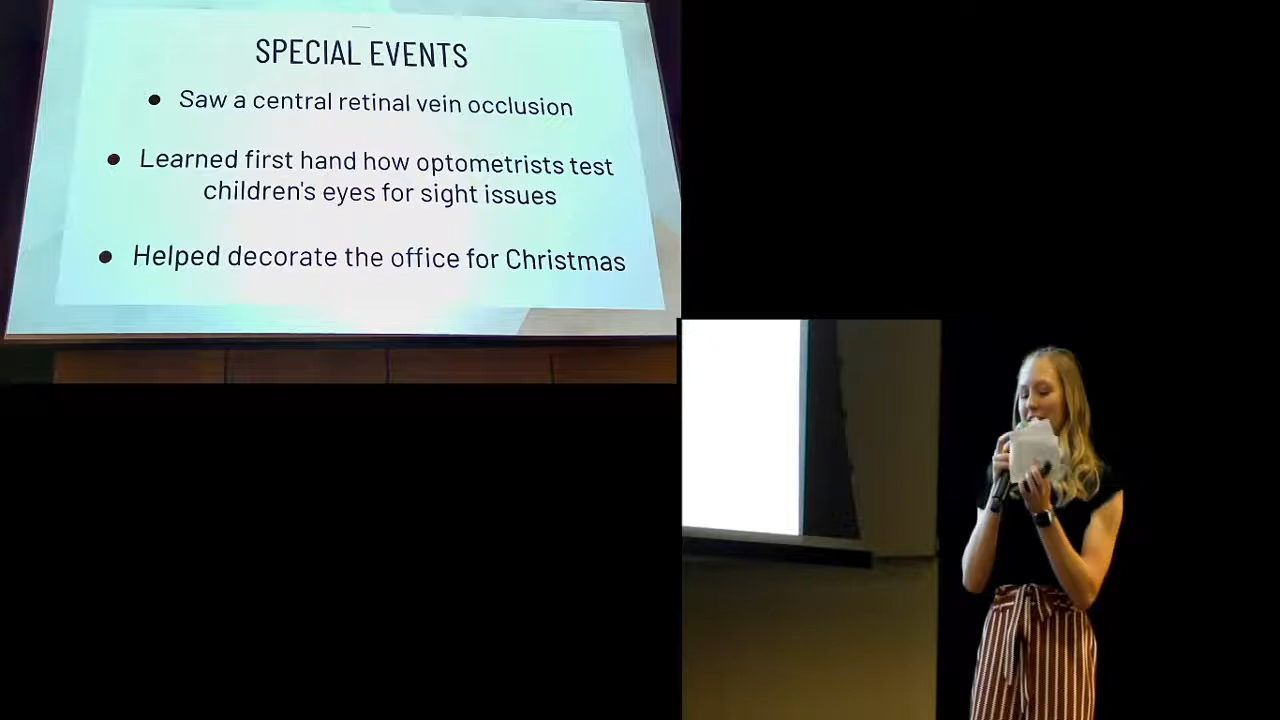 SPECIAL EVENTS
● Saw a central retinal vein occlusion
● Learned first hand how optometrists test
children's eyes for sight issues
● Helped decorate the office for Christmas